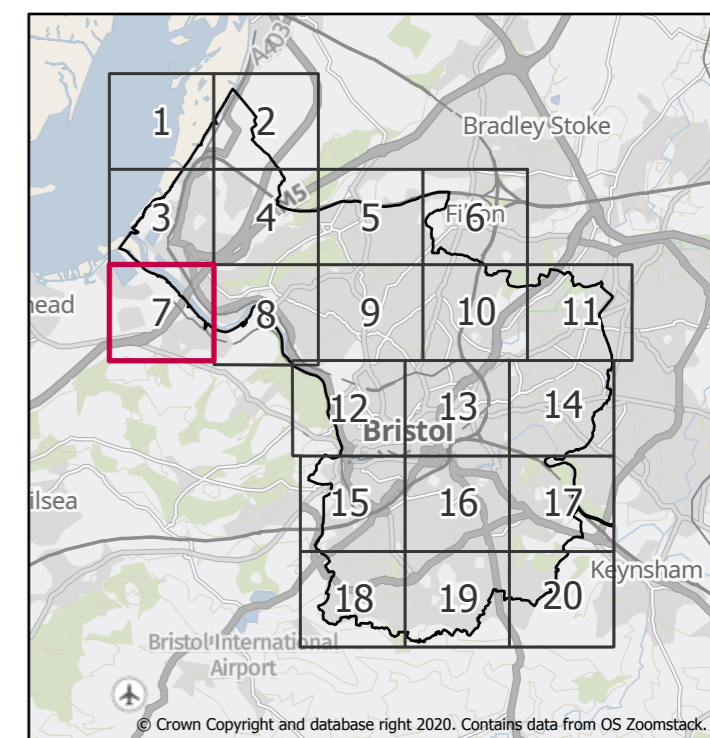 A403
1
2
Bradley Stoke
M5
3
4
5
6
Filton
head
7
8
9
10
11
12
13
14
Bristol
ilsea
15
16
17
Keynsham
18
19
20
Bristol International
Airport
© Crown Copyright and database right 2020. Contains data from OS Zoomstack.